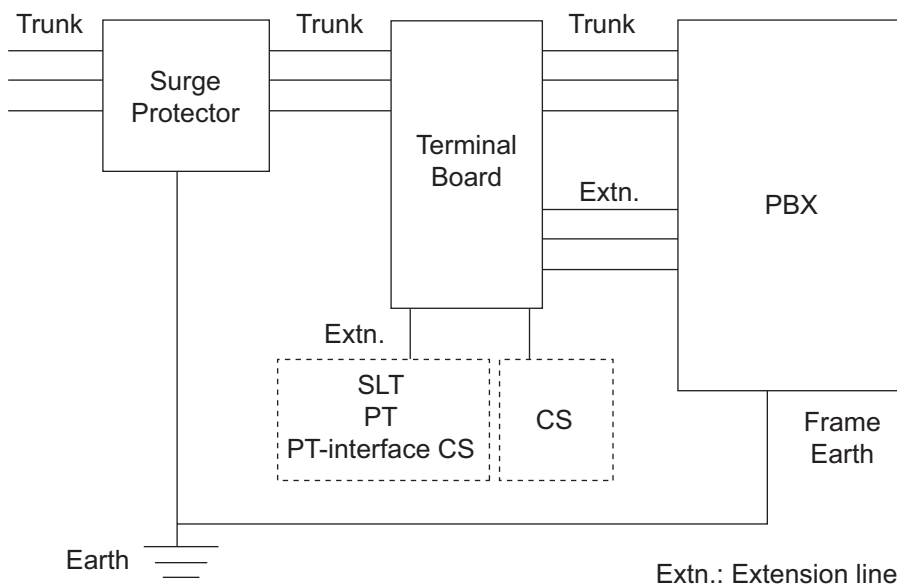 Trunk
Trunk
Trunk
Surge
Protector
Terminal
Board
Extn.
PBX
Extn.
SLT
PT
PT-interface CS
CS
Frame
Earth
Earth
Extn.: Extension line